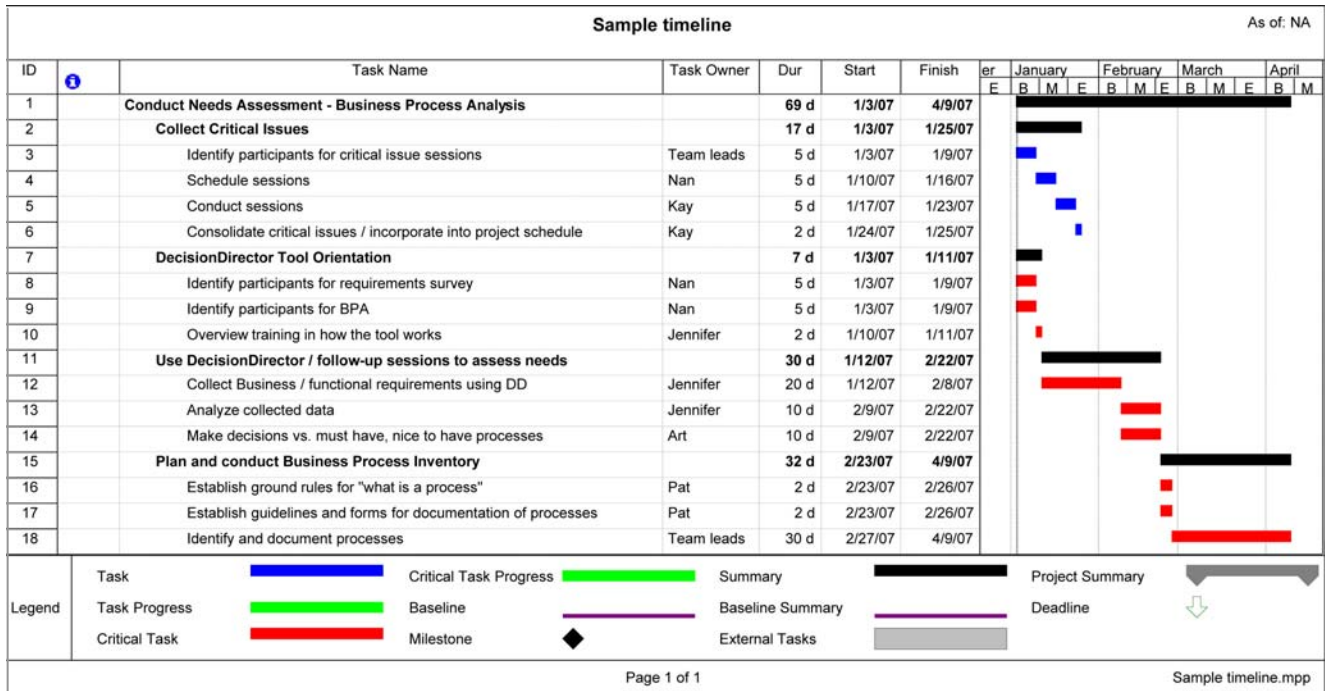 Sample timeline
As of: NA
ID Task Name Task Owner Dur Start Finish er January February March April
E B M E B M E B M E B M
1 Conduct Needs Assessment - Business Process Analysis 69 d 1/3/07 4/9/07
2 Collect Critical Issues 17 d 1/3/07 1/25/07
3 Identify participants for critical issue sessions Team leads 5 d 1/3/07 1/9/07
4 Schedule sessions Nan 5 d 1/10/07 1/16/07
5 Conduct sessions Kay 5 d 1/17/07 1/23/07
6 Consolidate critical issues / incorporate into project schedule Kay 2 d 1/24/07 1/25/07
7 DecisionDirector Tool Orientation 7 d 1/3/07 1/11/07
8 Identify participants for requirements survey Nan 5 d 1/3/07 1/9/07
9 Identify participants for BPA Nan 5 d 1/3/07 1/9/07
10 Overview training in how the tool works Jennifer 2 d 1/10/07 1/11/07
11 Use DecisionDirector / follow-up sessions to assess needs 30 d 1/12/07 2/22/07
12 Collect Business / functional requirements using DD Jennifer 20 d 1/12/07 2/8/07
13 Analyze collected data Jennifer 10 d 2/9/07 2/22/07
14 Make decisions vs. must have, nice to have processes Art 10 d 2/9/07 2/22/07
15 Plan and conduct Business Process Inventory 32 d 2/23/07 4/9/07
16 Establish ground rules for "what is a process" Pat 2 d 2/23/07 2/26/07
17 Establish guidelines and forms for documentation of processes Pat 2 d 2/23/07 2/26/07
18 Identify and document processes Team leads 30 d 2/27/07 4/9/07
Task Critical Task Progress Summary Project Summary
Legend Task Progress Baseline Baseline Summary Deadline
Critical Task Milestone External Tasks
Page 1 of 1
Sample timeline.mpp